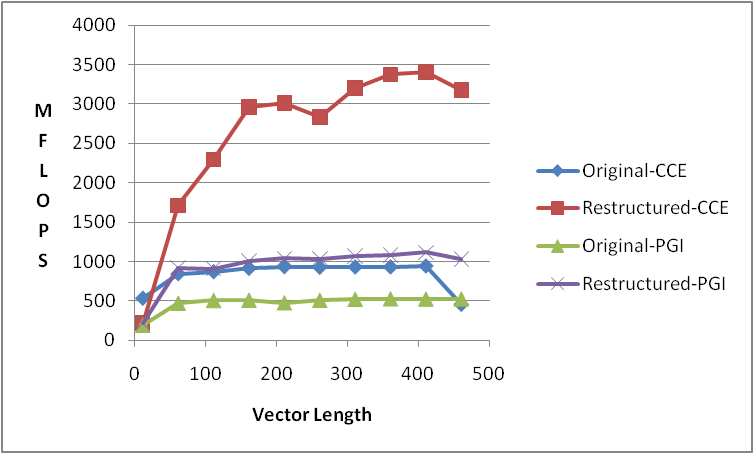 4000
3500
3000
2500
2000
1500
1000
500
0
M
F
L
O
P
S
0 100 200 300 400 500
Vector Length
Original-CCE
Restructured-CCE
Original-PGI
Restructured-PGI